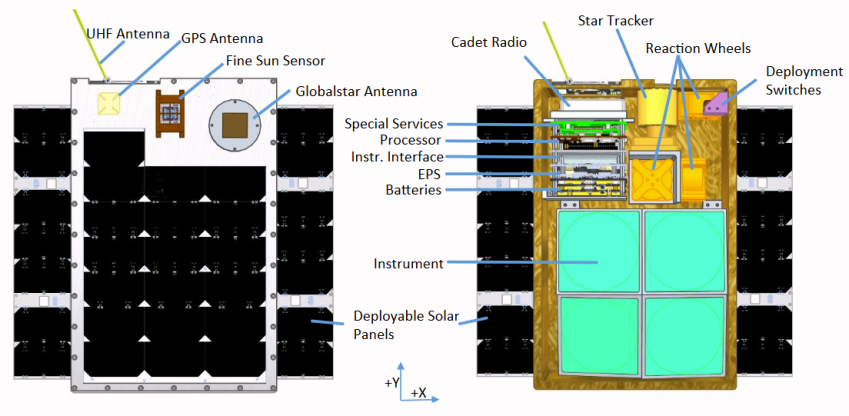 UHF Antenna
GPS Antenna
Fine Sun Sensor
Globalstar Antenna
Star Tracker
Cadet Radio
Reaction Wheels
Deployment
Switches
Special Services
Processor
Instr. Interface
EPS
Batteries
Instrument
Deployable Solar
Panels
+Y
+X